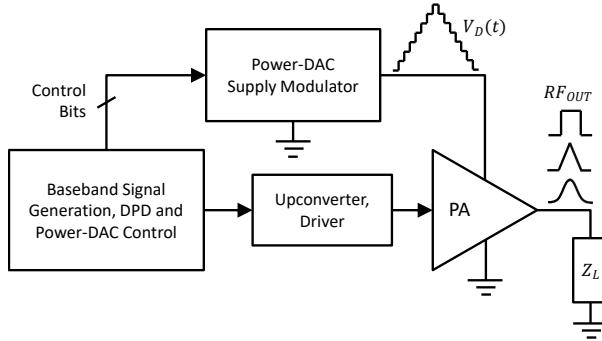 Power-DAC
Supply Modulator
V_D(t)
Control
Bits
RF_OUT
Baseband Signal
Generation, DPD and
Power-DAC Control
Upconverter,
Driver
PA
Z_L